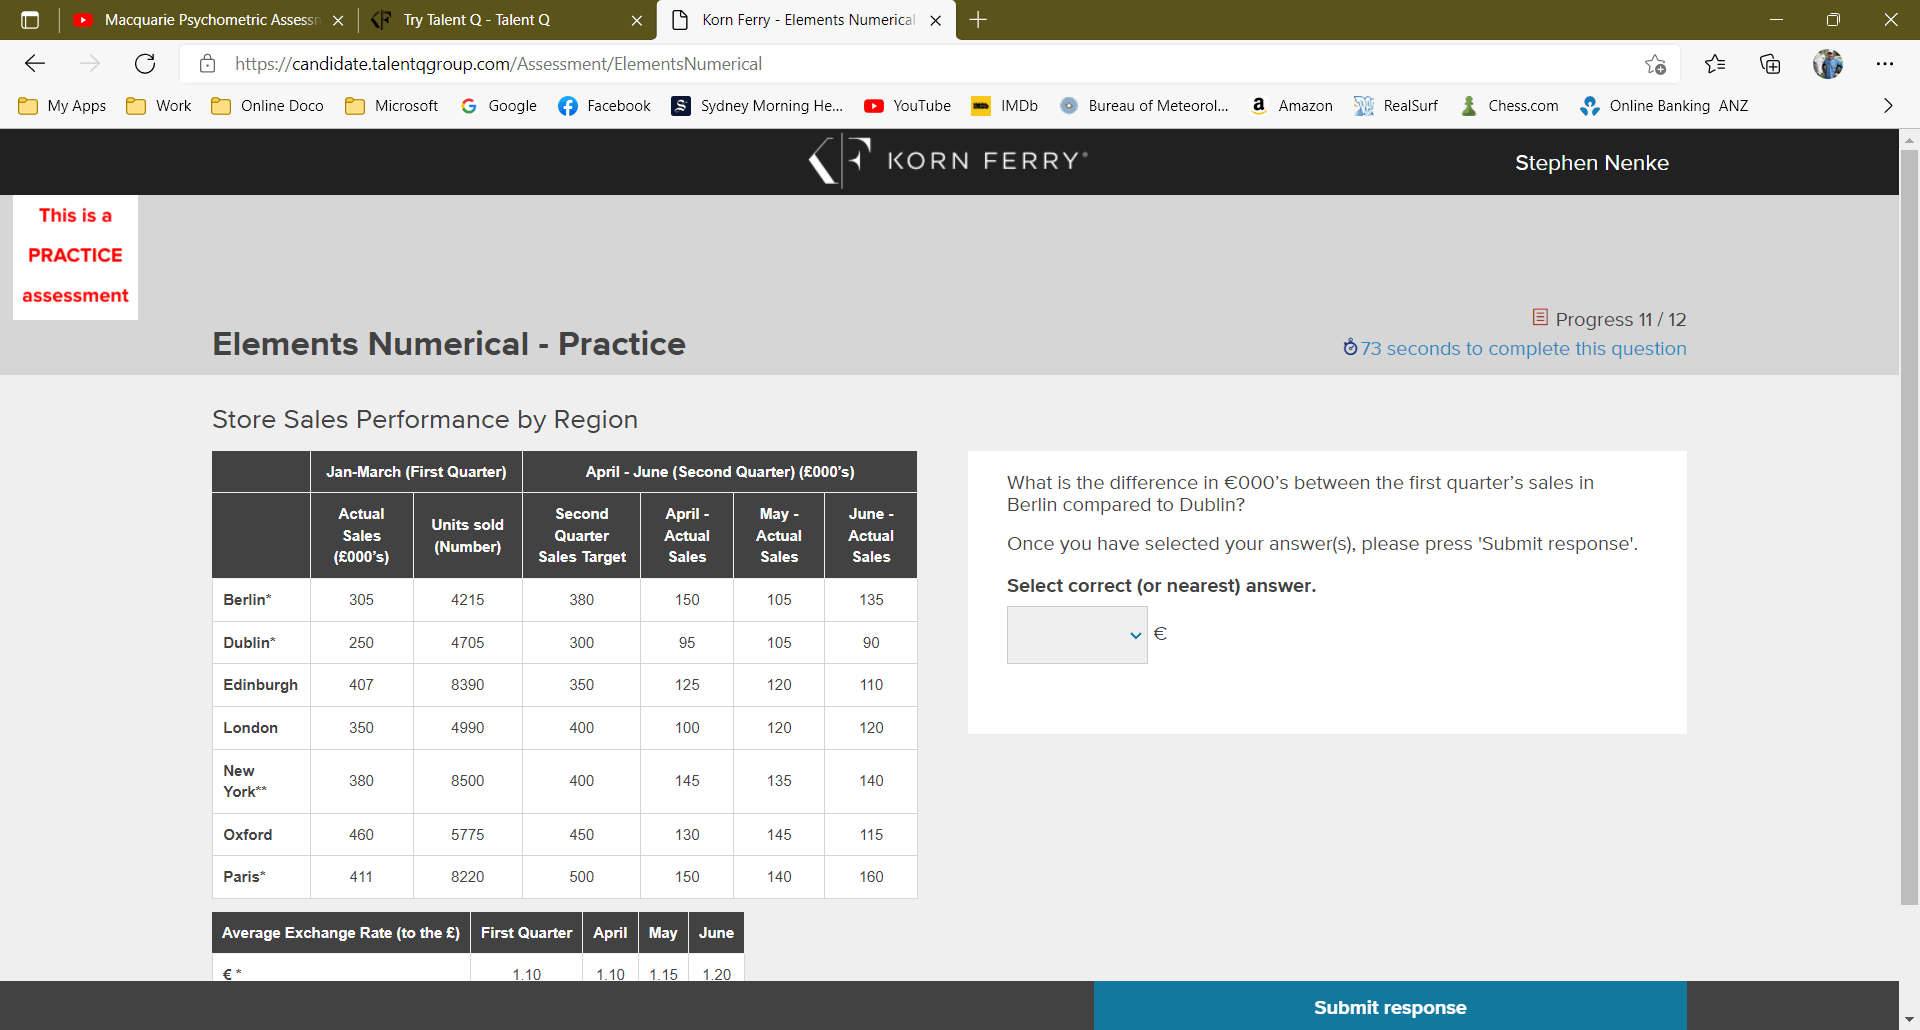 Macquarie Psychometric Assessm
Try Talent Q - Talent Q
Korn Ferry - Elements Numerical
https://candidate.talentqgroup.com/Assessment/ElementsNumerical
My Apps Work Online Doco Microsoft Google Facebook Sydney Morning He... YouTube IMDb Bureau of Meteorol... Amazon RealSurf Chess.com Online Banking ANZ
KORN FERRY
Stephen Nenke
This is a
PRACTICE
assessment
Progress 11 / 12
Elements Numerical - Practice
73 seconds to complete this question
Store Sales Performance by Region
Jan-March (First Quarter) April - June (Second Quarter) (£000's)
Actual Sales (£000's) Units sold (Number) Second Quarter Sales Target April - Actual Sales May - Actual Sales June - Actual Sales
Berlin* 305 4215 380 150 105 135
Dublin* 250 4705 300 95 105 90
Edinburgh 407 8390 350 125 120 110
London 350 4990 400 100 120 120
New York** 380 8500 400 145 135 140
Oxford 460 5775 450 130 145 115
Paris* 411 8220 500 150 140 160
Average Exchange Rate (to the £) First Quarter April May June
€ * 1.10 1.10 1.15 1.20
What is the difference in €000's between the first quarter's sales in
Berlin compared to Dublin?
Once you have selected your answer(s), please press 'Submit response'.
Select correct (or nearest) answer.
€
Submit response